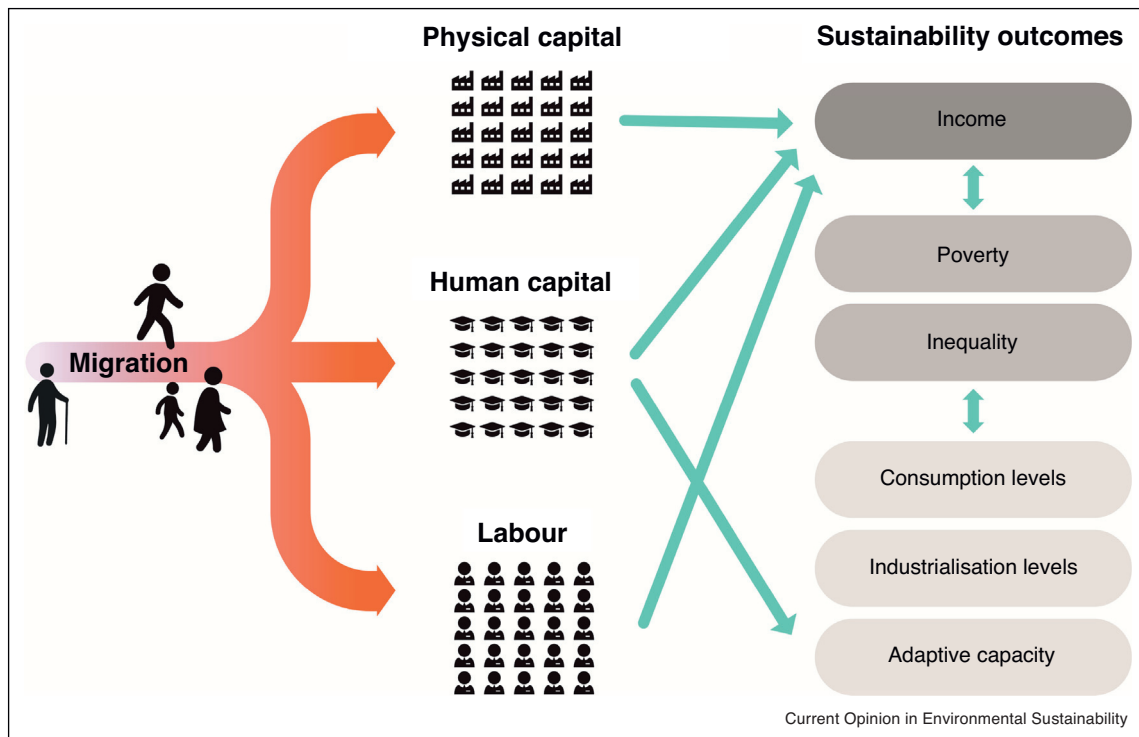 Physical capital
Sustainability outcomes
Income
Poverty
Human capital
Inequality
Migration
Consumption levels
Labour
Industrialisation levels
Adaptive capacity
Current Opinion in Environmental Sustainability